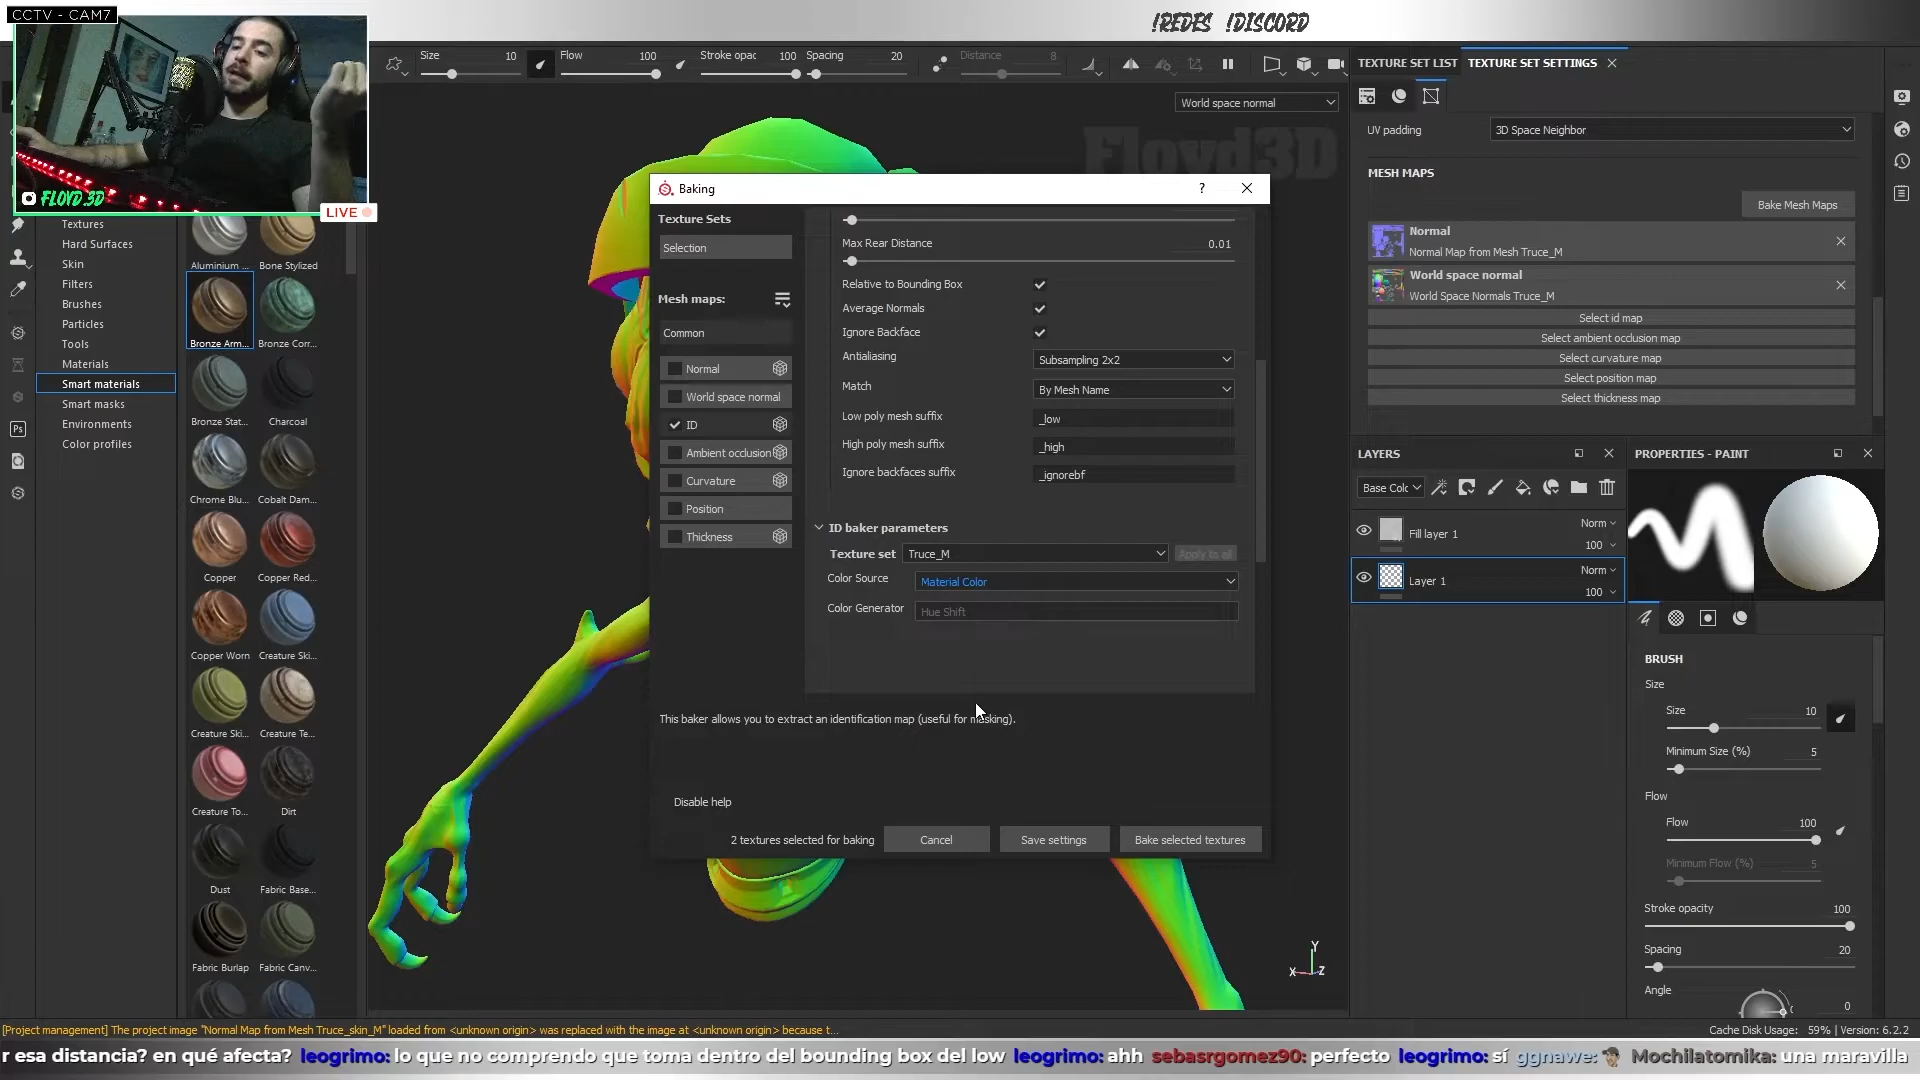 CCTV - CAM7
!REDES !DISCORD
FLOYD.3D
LIVE
Size 10
Flow 100
Stroke opac 100
Spacing 20
Distance 8
World space normal
Floyd3D
Textures
Hard Surfaces
Skin
Filters
Brushes
Particles
Tools
Materials
Smart materials
Smart masks
Environments
Color profiles
Aluminium ... Bone Stylized
Bronze Arm... Bronze Corr...
Bronze Stat... Charcoal
Chrome Blu... Cobalt Dam...
Copper Copper Red...
Copper Worn Creature Ski...
Creature Ski... Creature Te...
Creature To... Dirt
Dust Fabric Base...
Fabric Burlap Fabric Canv...
Baking
?
Texture Sets
Selection
Mesh maps:
Common
Normal
World space normal
ID
Ambient occlusion
Curvature
Position
Thickness
Max Rear Distance 0.01
Relative to Bounding Box
Average Normals
Ignore Backface
Antialiasing Subsampling 2x2
Match By Mesh Name
Low poly mesh suffix _low
High poly mesh suffix _high
Ignore backfaces suffix _ignorebf
ID baker parameters
Texture set Truce_M Apply to all
Color Source Material Color
Color Generator Hue Shift
This baker allows you to extract an identification map (useful for masking).
Disable help
2 textures selected for baking Cancel Save settings Bake selected textures
Y
X Z
TEXTURE SET LIST TEXTURE SET SETTINGS
UV padding 3D Space Neighbor
MESH MAPS
Bake Mesh Maps
Normal
Normal Map from Mesh Truce_M
World space normal
World Space Normals Truce_M
Select id map
Select ambient occlusion map
Select curvature map
Select position map
Select thickness map
LAYERS
Base Colc
Ps
Fill layer 1 Norm
100
Layer 1 Norm
100
PROPERTIES - PAINT
BRUSH
Size
Size 10
Minimum Size (%) 5
Flow
Flow 100
Minimum Flow (%) 5
Stroke opacity 100
Spacing 20
Angle 0
[Project management] The project image "Normal Map from Mesh Truce_skin_M" loaded from <unknown origin> was replaced with the image at <unknown origin> because t...
Cache Disk Usage: 59% | Version: 6.2.2
r esa distancia? en qué afecta? leogrimo: lo que no comprendo que toma dentro del bounding box del low leogrimo: ahh sebasrgomez90: perfecto leogrimo: sí ggnawe: Mochilatomika: una maravilla